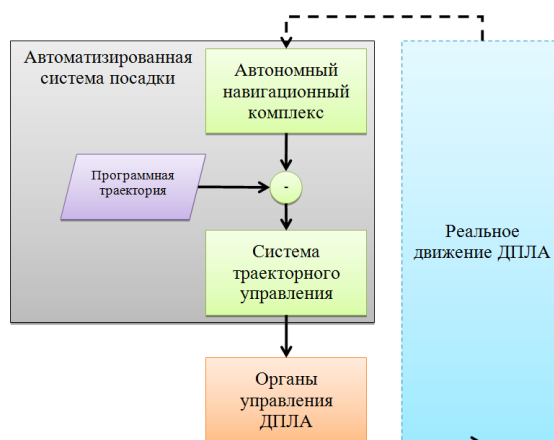 Автоматизированная
система посадки
Автономный
навигационный
комплекс
Программная
траектория
-
Система
траекторного
управления
Реальное
движение ДПЛА
Органы
управления
ДПЛА